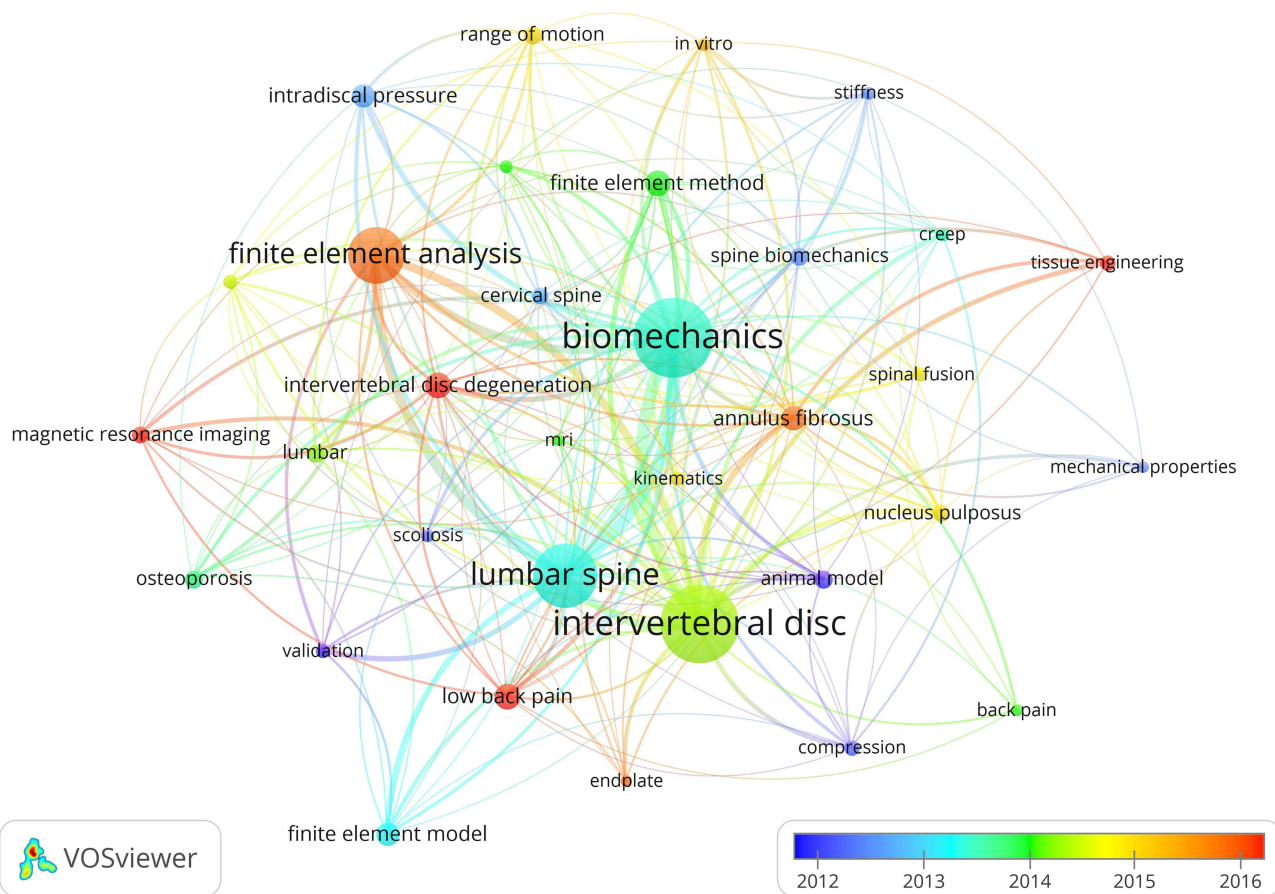 range of motion
in vitro
stiffness
intradiscal pressure
finite element method
creep
finite element analysis
spine biomechanics
tissue engineering
cervical spine
biomechanics
spinal fusion
intervertebral disc degeneration
annulus fibrosus
magnetic resonance imaging
mri
lumbar
mechanical properties
kinematics
nucleus pulposus
scoliosis
osteoporosis
lumbar spine
animal model
intervertebral disc
validation
low back pain
back pain
compression
endplate
finite element model
VOSviewer
2012
2013
2014
2015
2016